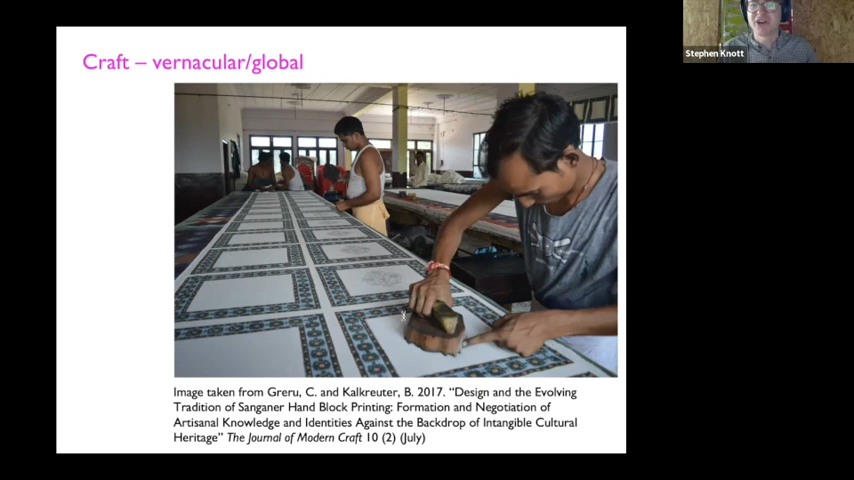 Craft – vernacular/global
Stephen Knott
Image taken from Greru, C. and Kalkreuter, B. 2017. “Design and the Evolving
Tradition of Sanganer Hand Block Printing: Formation and Negotiation of
Artisanal Knowledge and Identities Against the Backdrop of Intangible Cultural
Heritage” The Journal of Modern Craft 10 (2) (July)